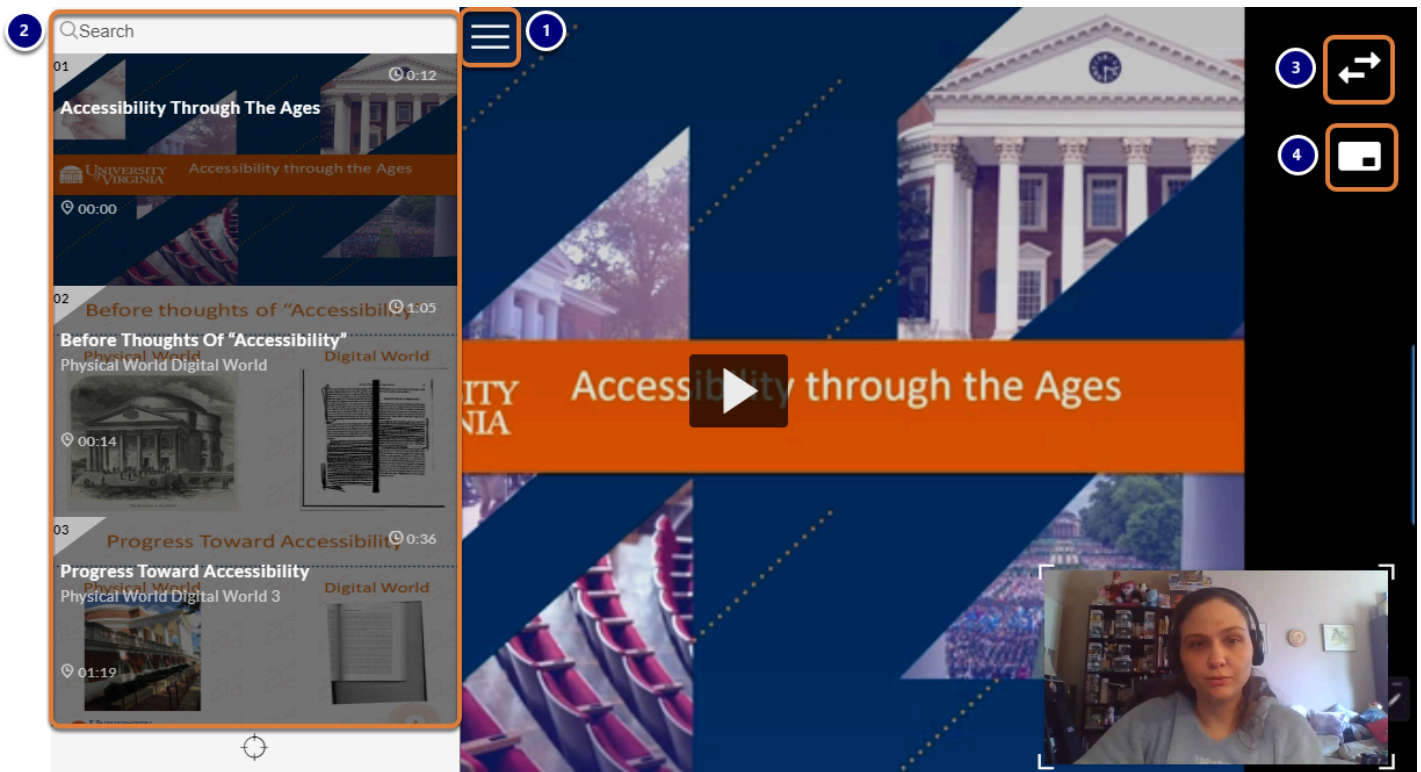 2
Search
1
3
4
01
0:12
Accessibility Through The Ages
UNIVERSITY
of VIRGINIA
Accessibility through the Ages
00:00
02
Before thoughts of “Accessibility”
1:05
Before Thoughts Of “Accessibility”
Physical World
Digital World
Physical World Digital World
00:14
03
Progress Toward Accessibility
0:36
Progress Toward Accessibility
Physical World
Digital World
Physical World Digital World 3
01:19
ITY
NIA
Accessibility through the Ages